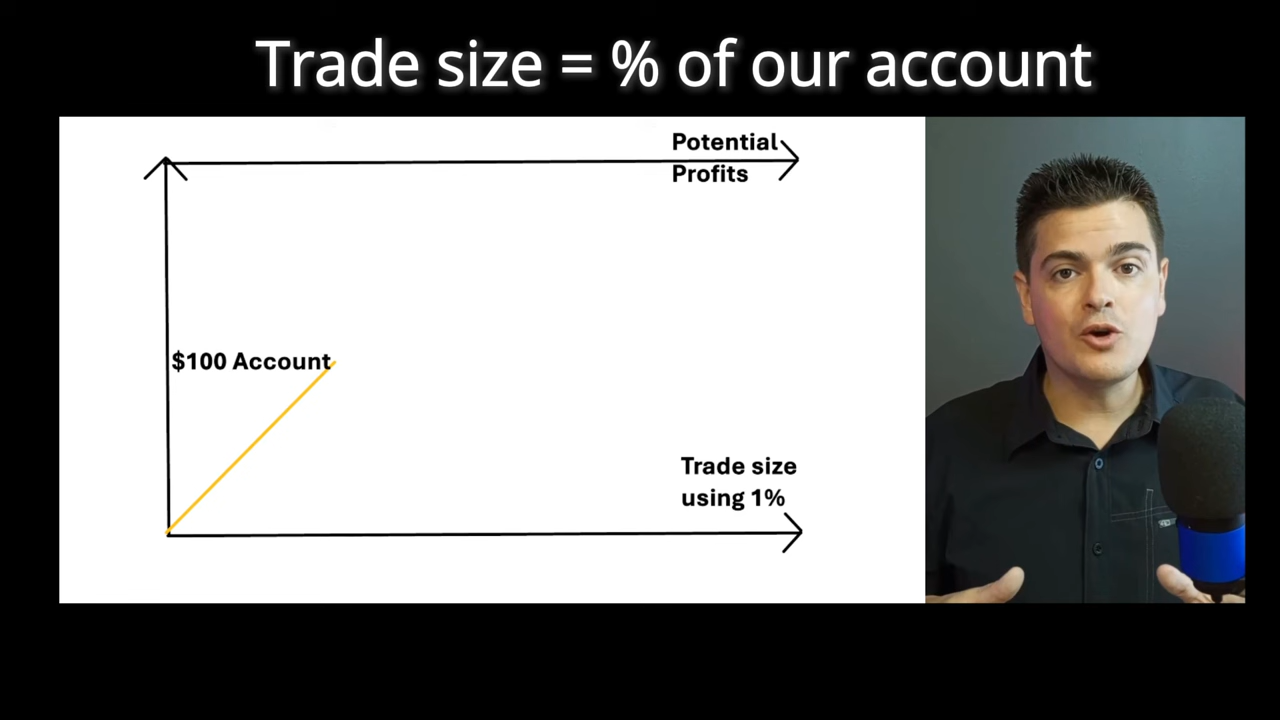 Trade size = % of our account
Potential
Profits
$100 Account
Trade size
using 1%